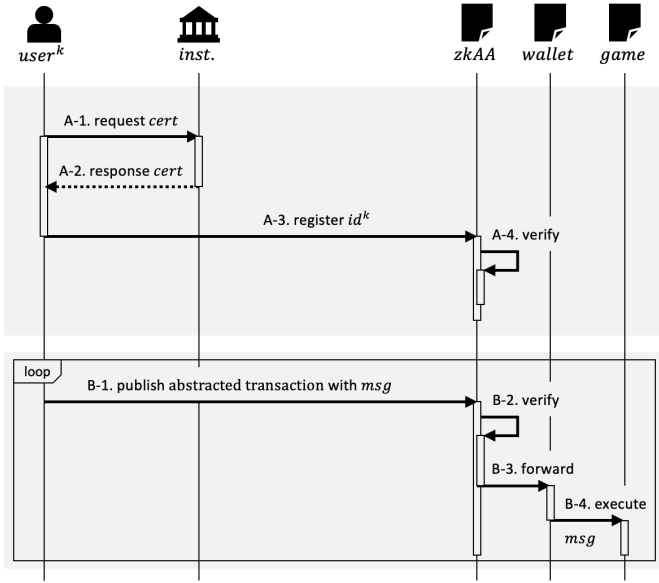 user^k
inst.
zkAA
wallet
game
A-1. request cert
A-2. response cert
A-3. register id^k
A-4. verify
loop
B-1. publish abstracted transaction with msg
B-2. verify
B-3. forward
B-4. execute
msg